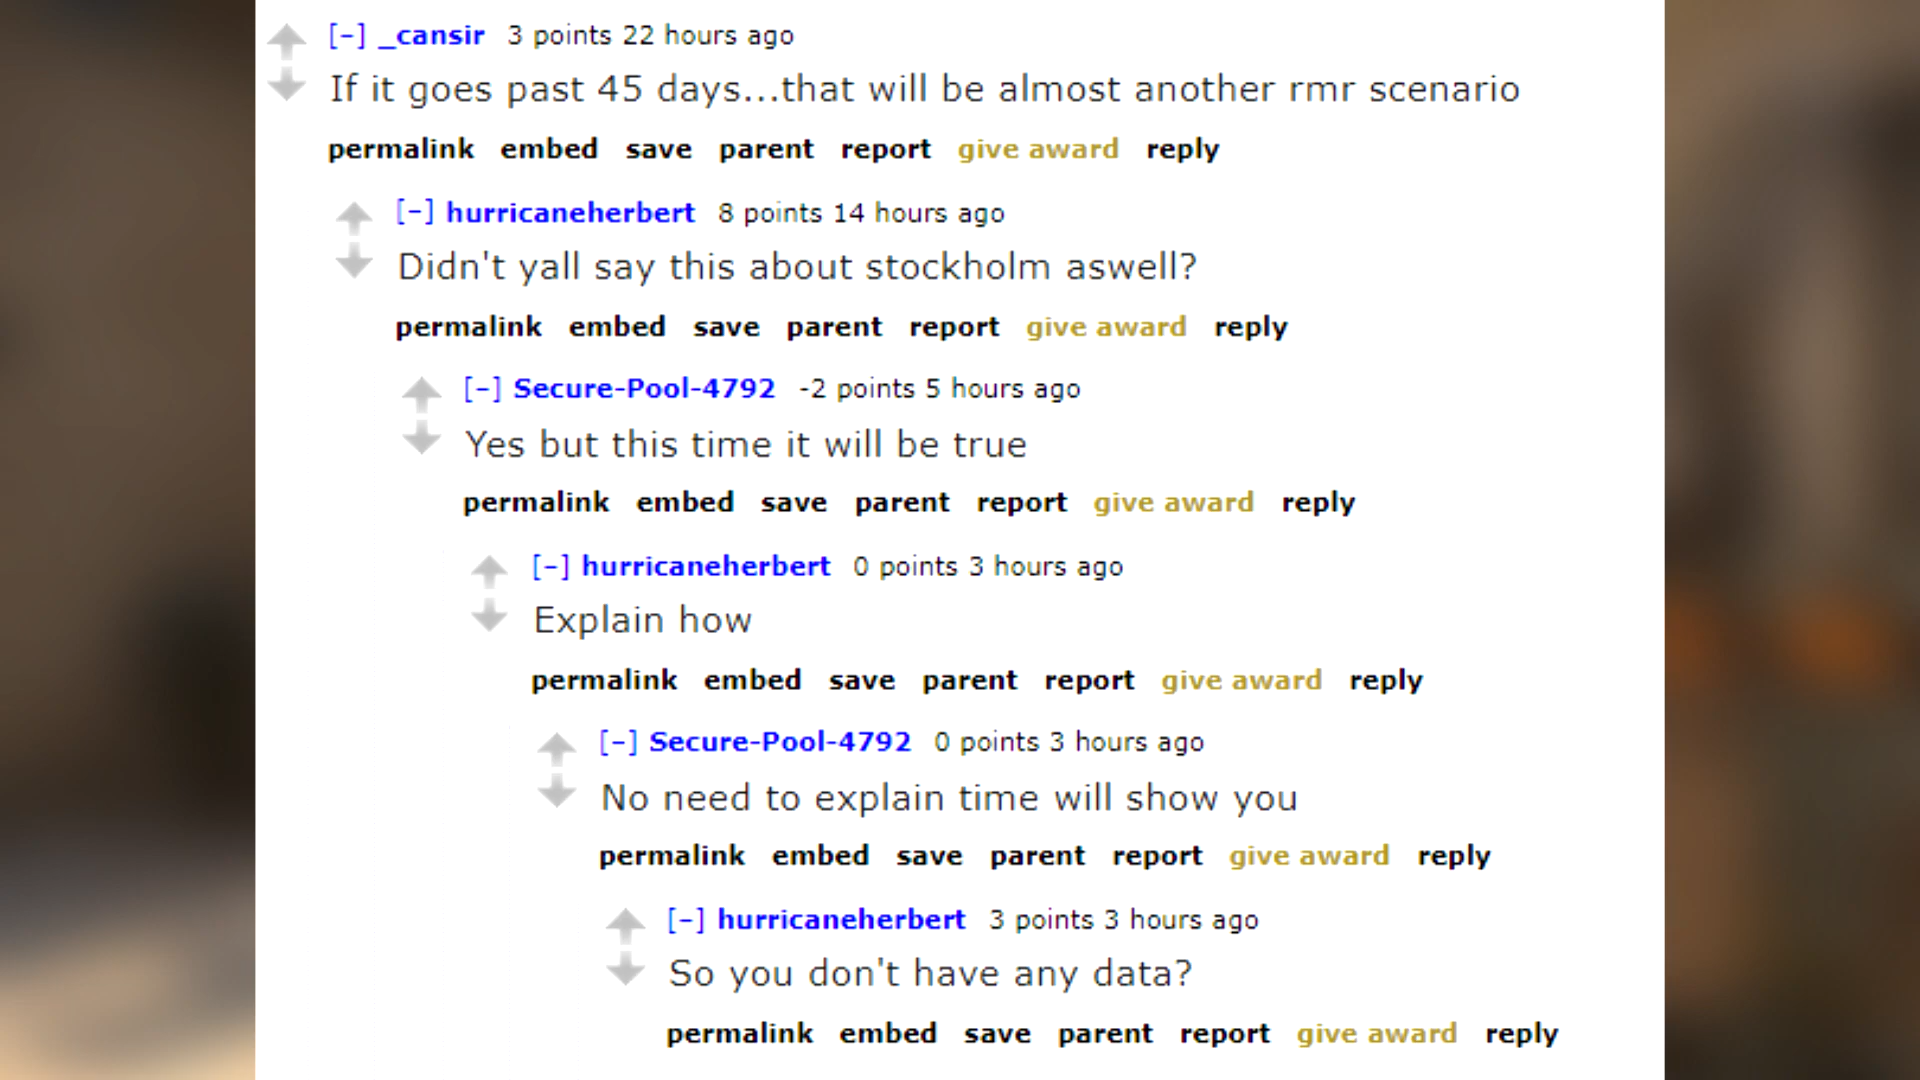 [–] _cansir 3 points 22 hours ago
If it goes past 45 days...that will be almost another rmr scenario
permalink embed save parent report give award reply
[–] hurricaneherbert 8 points 14 hours ago
Didn't yall say this about stockholm aswell?
permalink embed save parent report give award reply
[–] Secure-Pool-4792 -2 points 5 hours ago
Yes but this time it will be true
permalink embed save parent report give award reply
[–] hurricaneherbert 0 points 3 hours ago
Explain how
permalink embed save parent report give award reply
[–] Secure-Pool-4792 0 points 3 hours ago
No need to explain time will show you
permalink embed save parent report give award reply
[–] hurricaneherbert 3 points 3 hours ago
So you don't have any data?
permalink embed save parent report give award reply